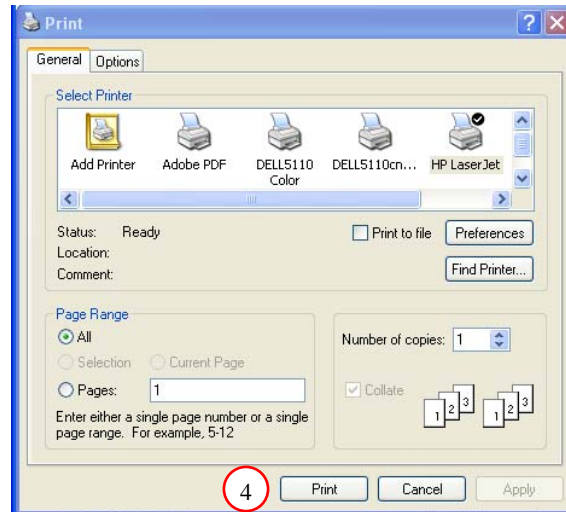 Print
General Options
Select Printer
Add Printer Adobe PDF DELL5110 Color DELL5110cn... HP LaserJet
Status: Ready
Print to file Preferences
Location:
Comment:
Find Printer...
Page Range
All
Selection Current Page
Pages: 1
Enter either a single page number or a single
page range. For example, 5-12
Number of copies: 1
Collate
1 2 3 1 2 3
4 Print Cancel Apply